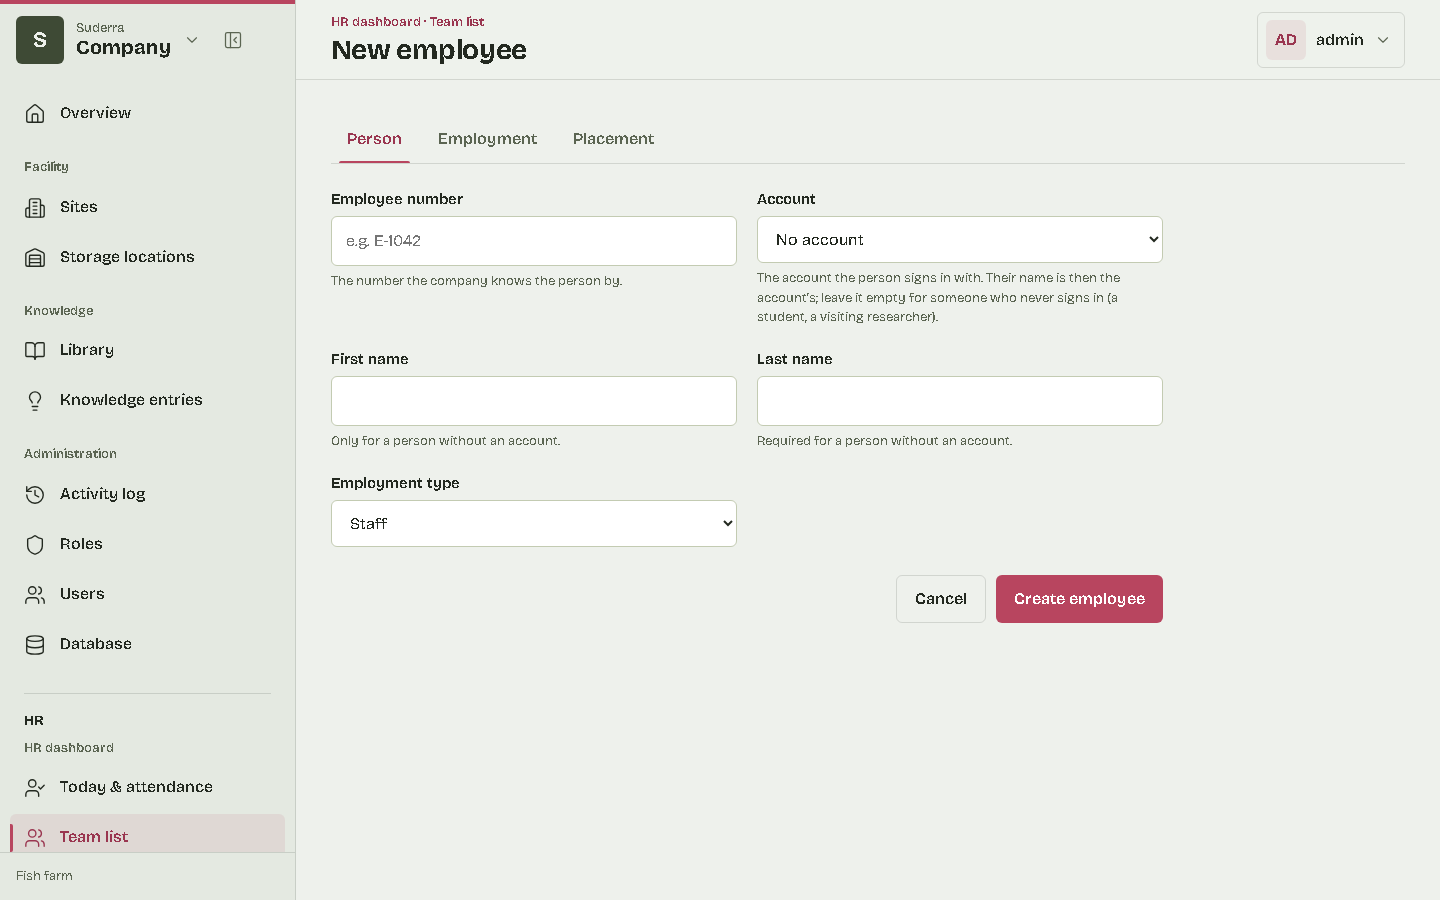 S
Suderra
Company
Overview
Facility
Sites
Storage locations
Knowledge
Library
Knowledge entries
Administration
Activity log
Roles
Users
Database
HR
HR dashboard
Today & attendance
Team list
Fish farm
HR dashboard · Team list
New employee
AD
admin
Person
Employment
Placement
Employee number
e.g. E-1042
The number the company knows the person by.
Account
No account
The account the person signs in with. Their name is then the
account's; leave it empty for someone who never signs in (a
student, a visiting researcher).
First name
Only for a person without an account.
Last name
Required for a person without an account.
Employment type
Staff
Cancel
Create employee